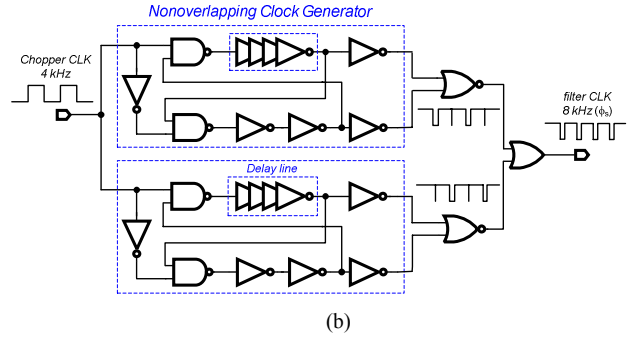 Nonoverlapping Clock Generator
Chopper CLK
4 kHz
filter CLK
8 kHz (ϕs)
Delay line
(b)